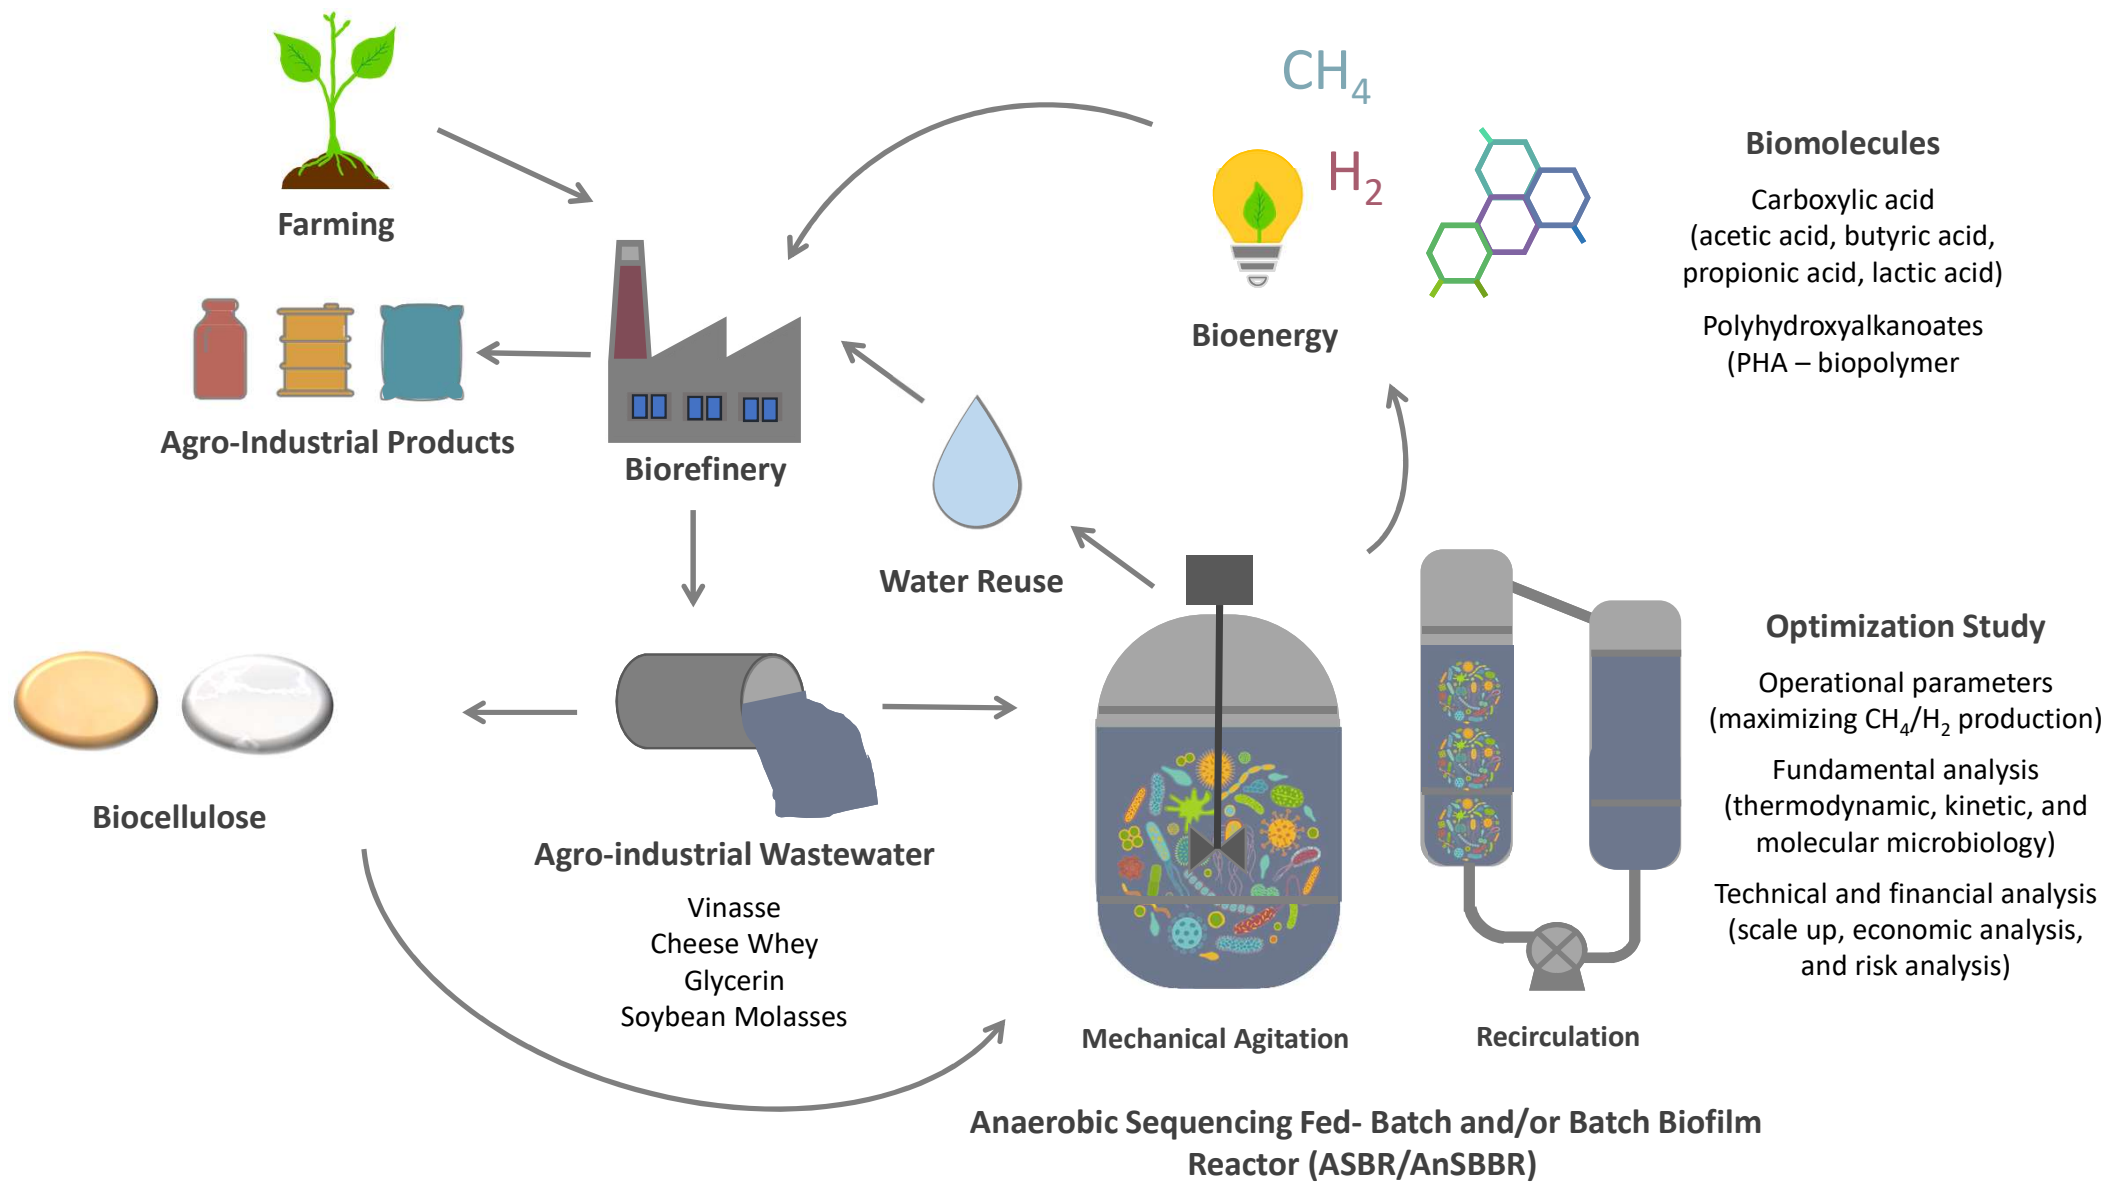 CH4
H2
Farming
Biomolecules
Carboxylic acid
(acetic acid, butyric acid,
propionic acid, lactic acid)
Polyhydroxyalkanoates
(PHA – biopolymer
Bioenergy
Agro-Industrial Products
Biorefinery
Water Reuse
Optimization Study
Operational parameters
(maximizing CH4/H2 production)
Fundamental analysis
(thermodynamic, kinetic, and
molecular microbiology)
Technical and financial analysis
(scale up, economic analysis,
and risk analysis)
Biocellulose
Agro-industrial Wastewater
Vinasse
Cheese Whey
Glycerin
Soybean Molasses
Mechanical Agitation
Recirculation
Anaerobic Sequencing Fed- Batch and/or Batch Biofilm
Reactor (ASBR/AnSBBR)